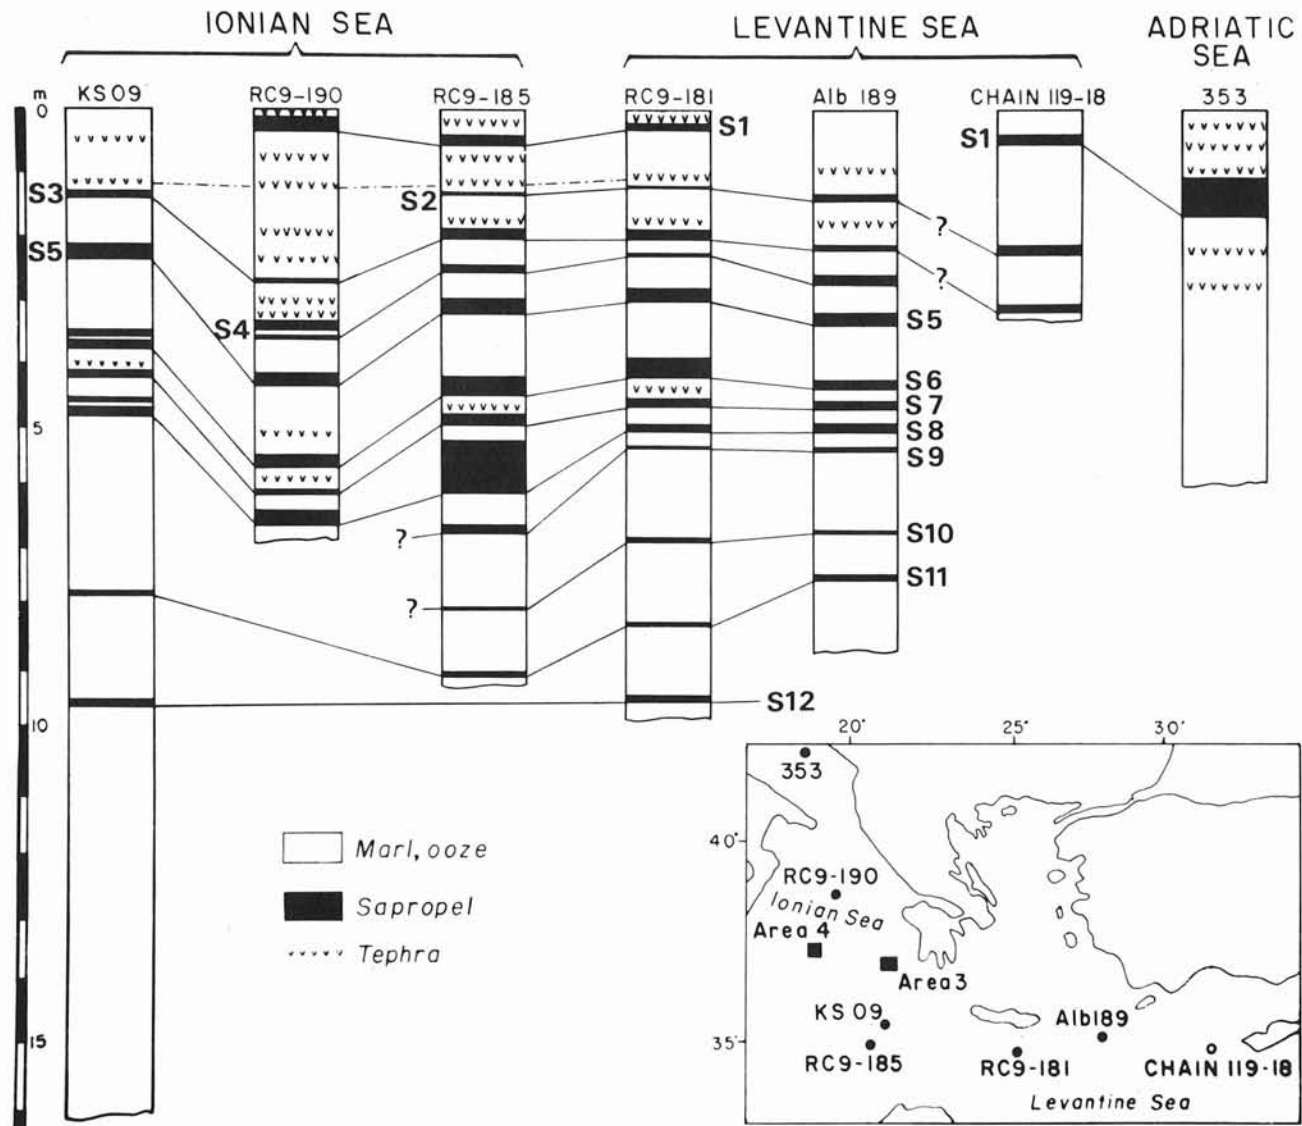 IONIAN SEA
LEVANTINE SEA
ADRIATIC
SEA
m
KS 09
RC9-190
RC9-185
RC9-181
Alb 189
CHAIN 119-18
353
0
S1
S1
S3
S2
?
S5
?
S4
S5
S6
S7
5
S8
S9
?
S10
S11
?
S12
10
15
Marl, ooze
Sapropel
Tephra
20°
25°
30°
353
40°
RC9-190
Ionian Sea
Area 4
Area 3
KS 09
Alb189
35°
RC9-185
RC9-181
CHAIN 119-18
Levantine Sea